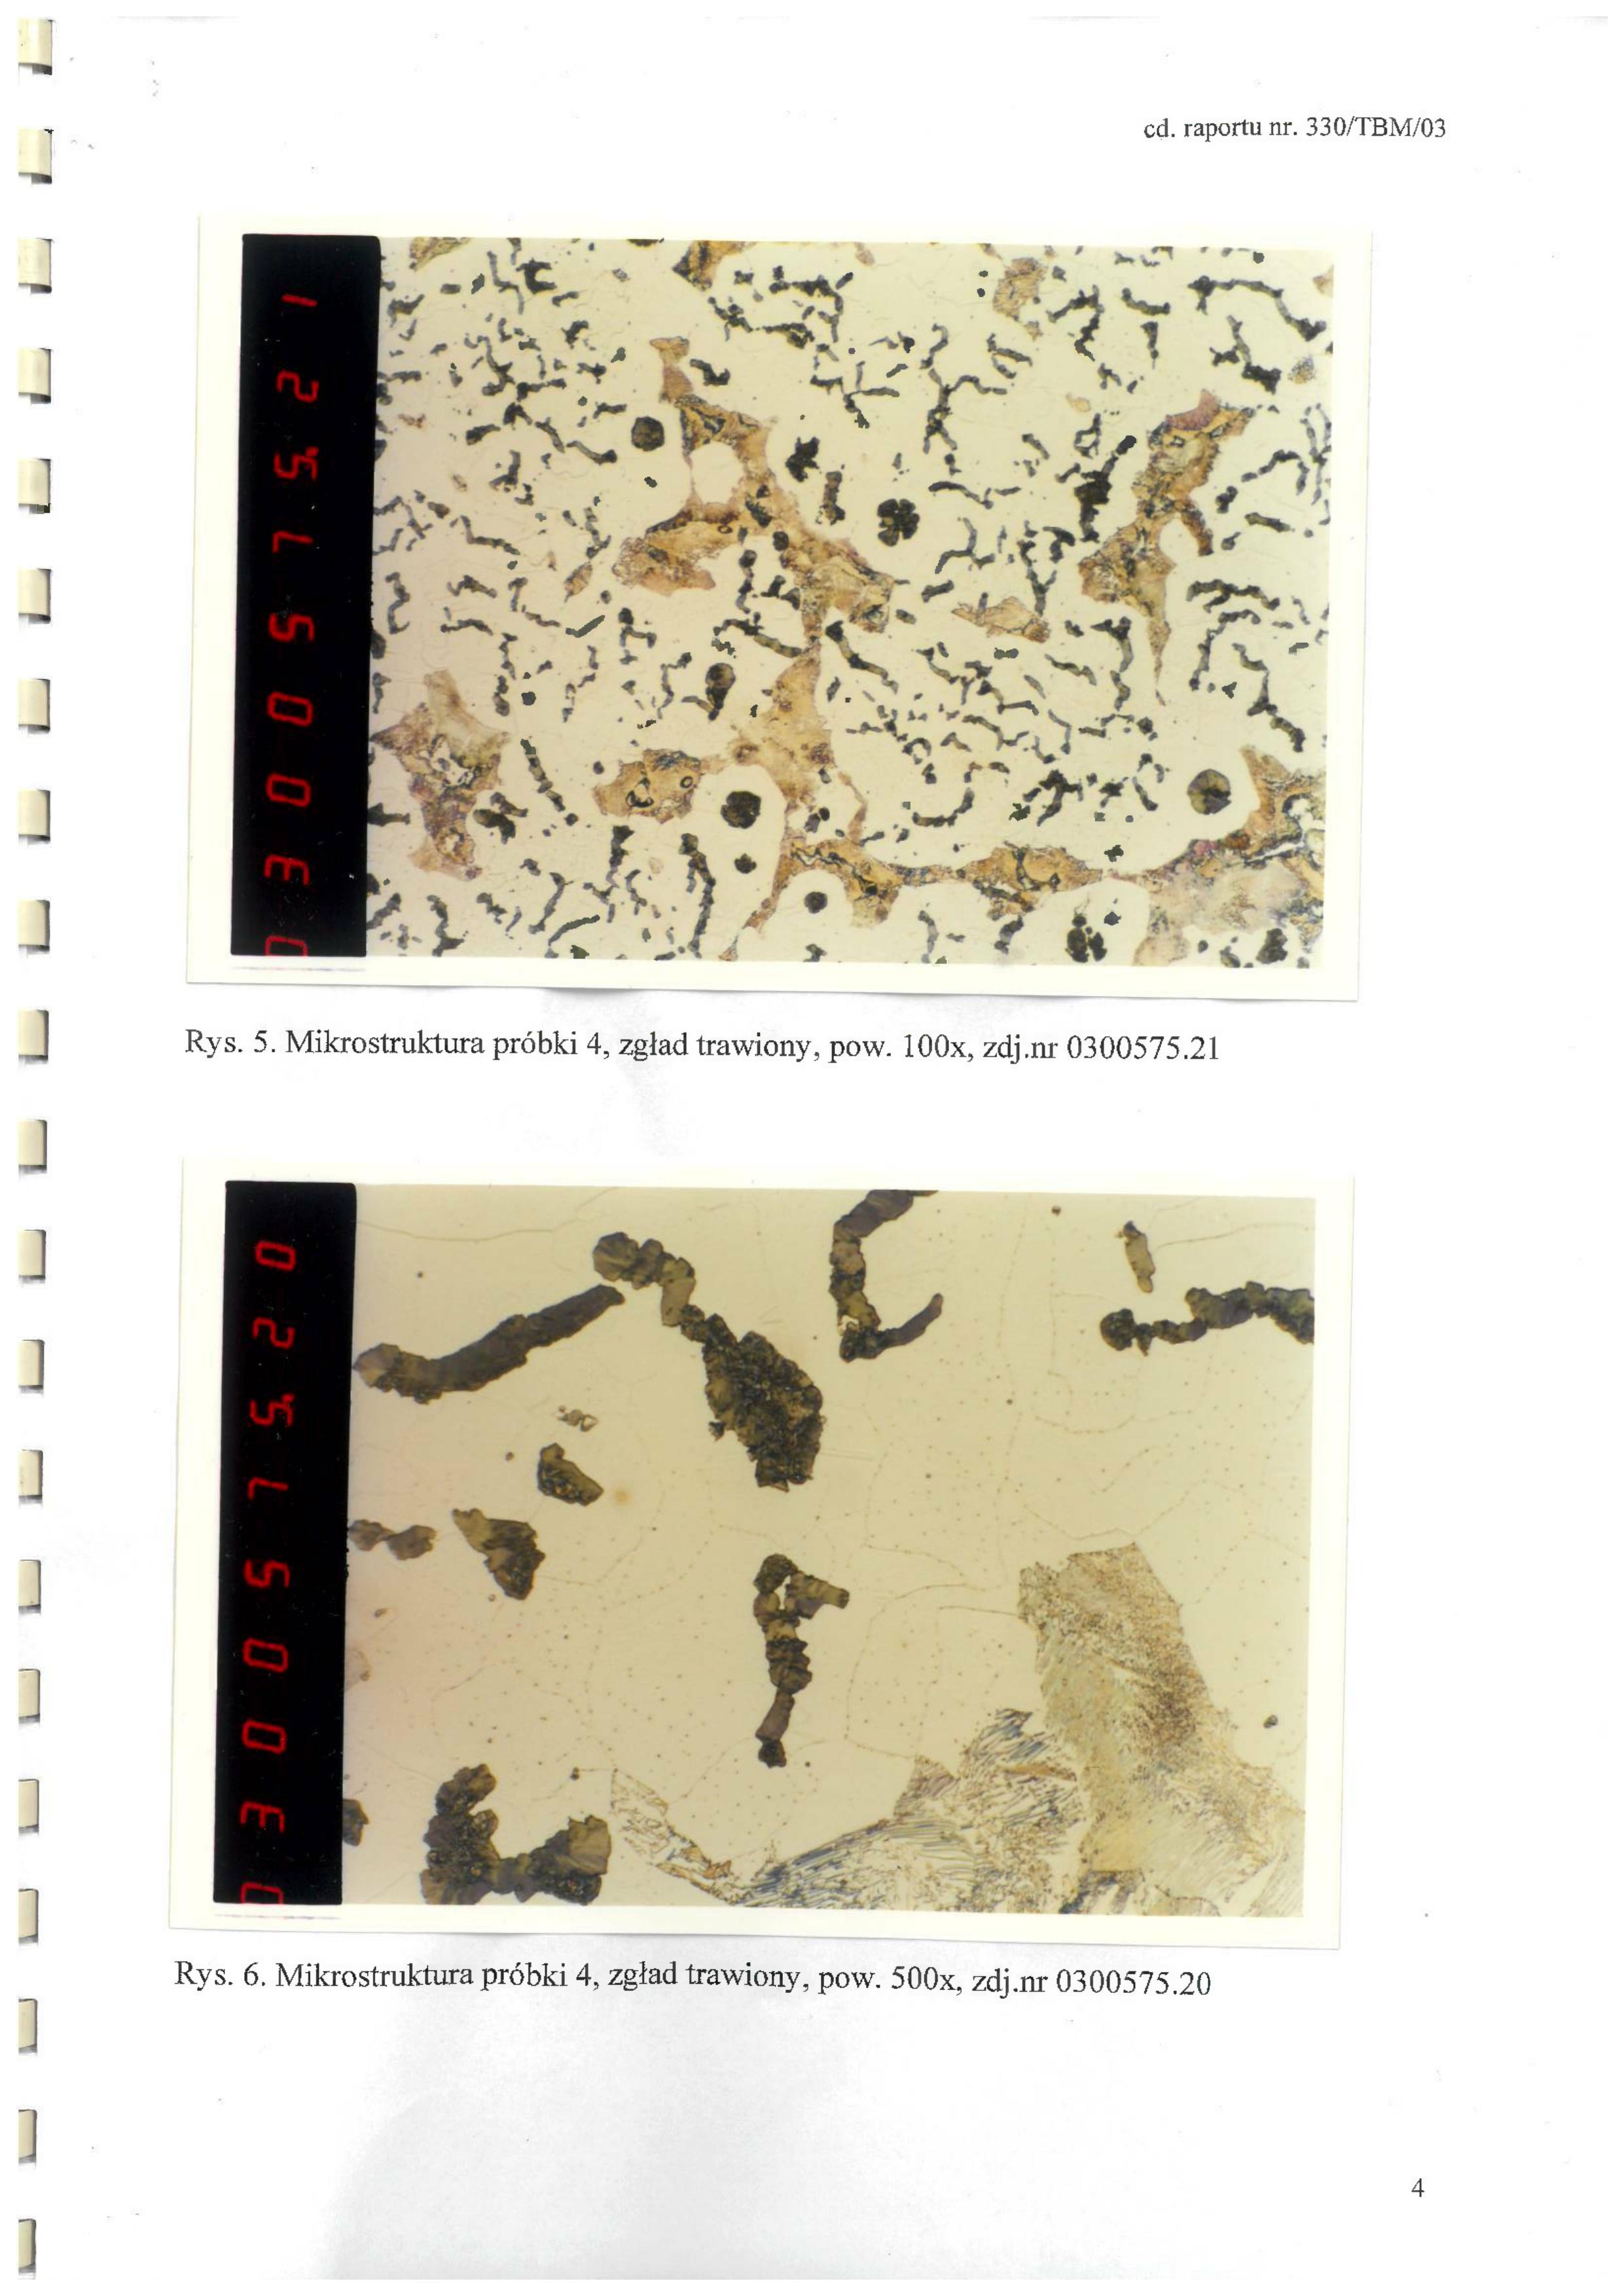 cd. raportu nr. 330/TBM/03
0300575.21
Rys. 5. Mikrostruktura próbki 4, zgład trawiony, pow. 100x, zdj.nr 0300575.21
0300575.20
Rys. 6. Mikrostruktura próbki 4, zgład trawiony, pow. 500x, zdj.nr 0300575.20
4